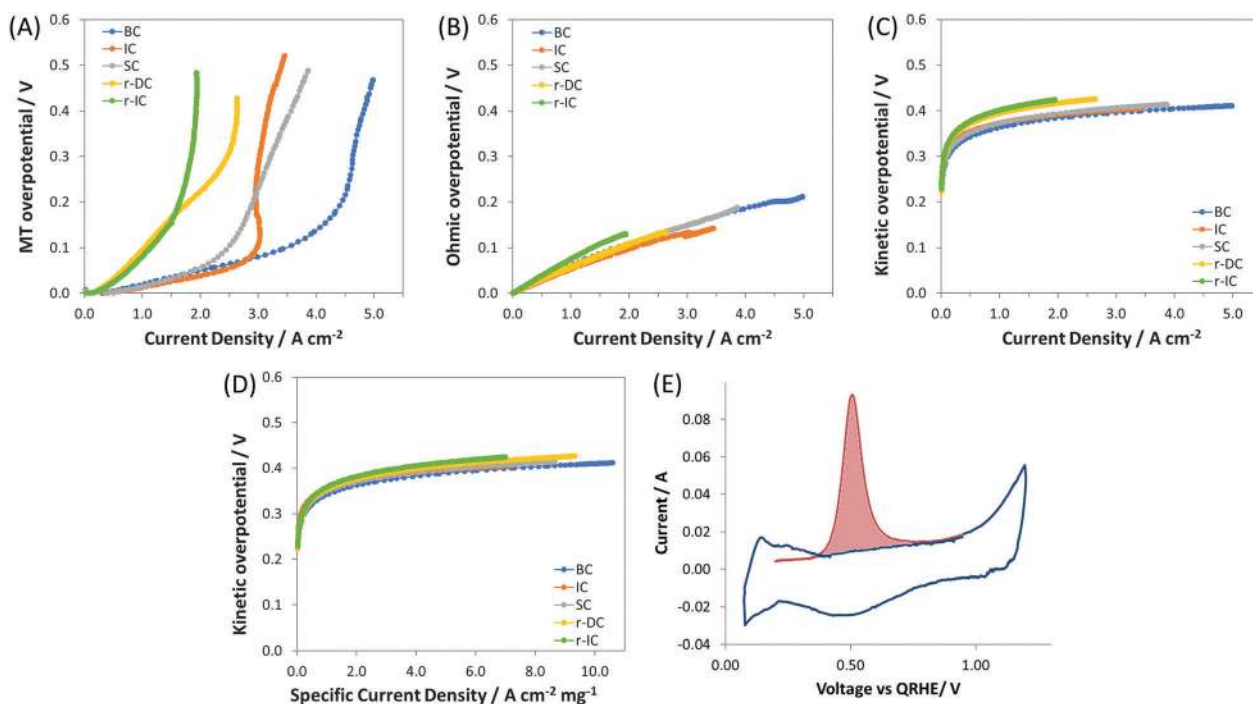 (A)
0.6
0.5
0.4
0.3
0.2
0.1
0.0
MT overpotential / V
BC
IC
SC
r-DC
r-IC
0.0 1.0 2.0 3.0 4.0 5.0
Current Density / A cm-2
(B)
0.6
0.5
0.4
0.3
0.2
0.1
0.0
Ohmic overpotential / V
BC
IC
SC
r-DC
r-IC
0.0 1.0 2.0 3.0 4.0 5.0
Current Density / A cm-2
(C)
0.6
0.5
0.4
0.3
0.2
0.1
0.0
Kinetic overpotential / V
BC
IC
SC
r-DC
r-IC
0.0 1.0 2.0 3.0 4.0 5.0
Current Density / A cm-2
(D)
0.6
0.5
0.4
0.3
0.2
0.1
0.0
Kinetic overpotential / V
BC
IC
SC
r-DC
r-IC
0.0 2.0 4.0 6.0 8.0 10.0
Specific Current Density / A cm-2 mg-1
(E)
0.08
0.06
0.04
0.02
0.00
-0.02
-0.04
Current / A
0.00 0.50 1.00
Voltage vs QRHE/ V